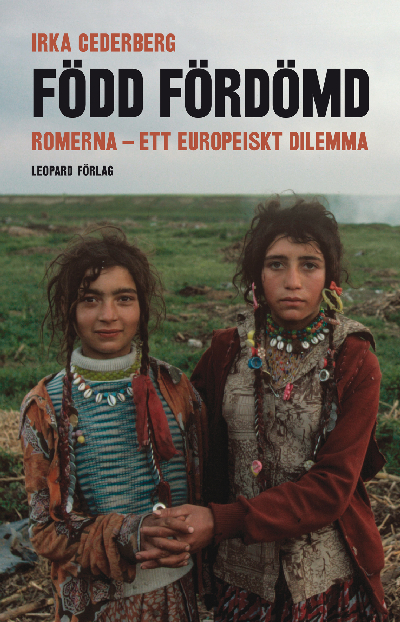 IRKA CEDERBERG
FÖDD FÖRDÖMD
ROMERNA – ETT EUROPEISKT DILEMMA
LEOPARD FÖRLAG